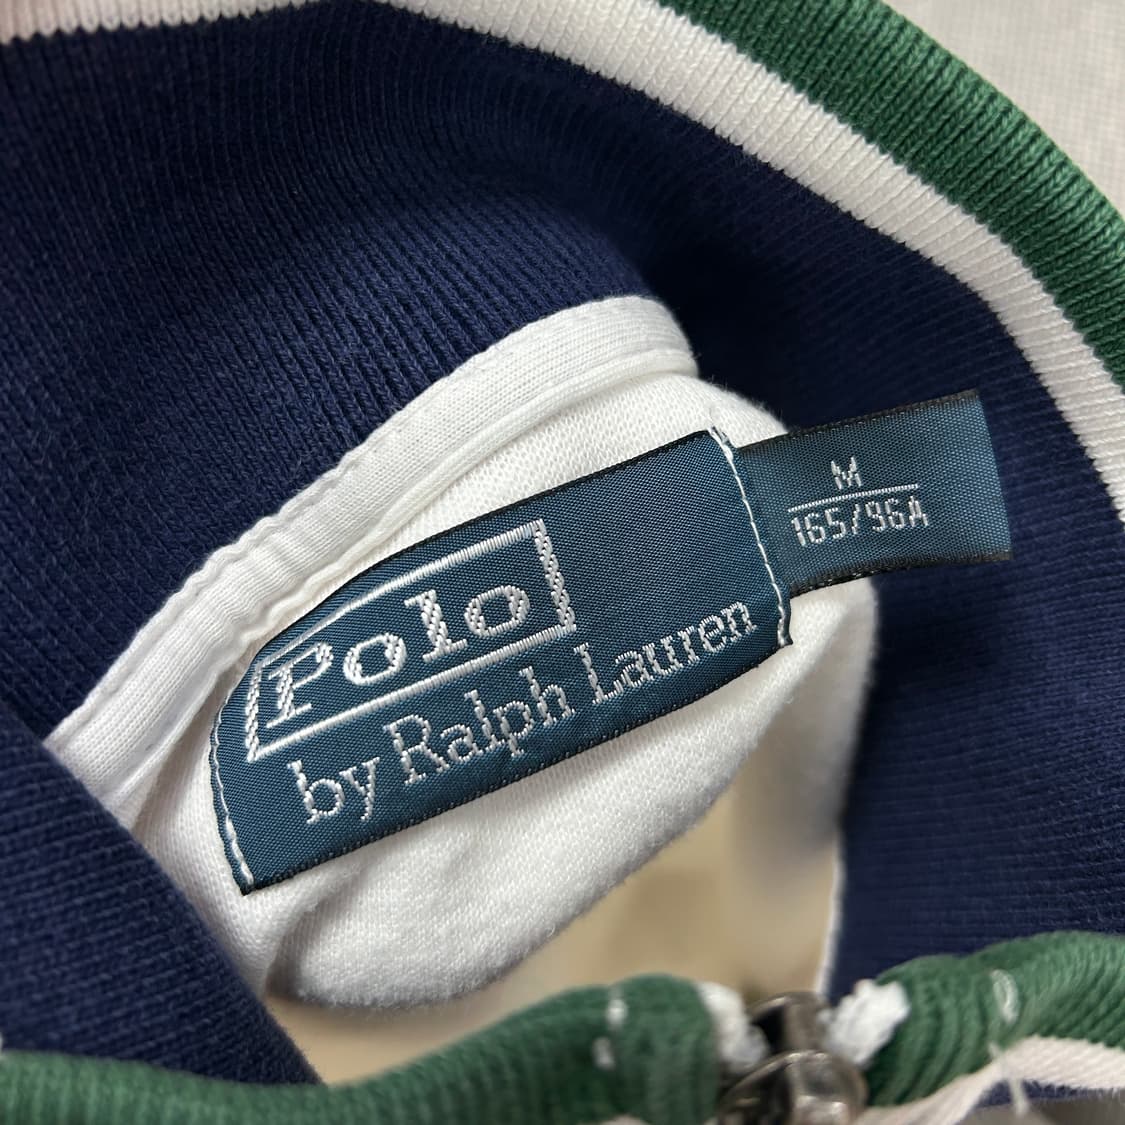 Polo
by Ralph Lauren
M
165/96A